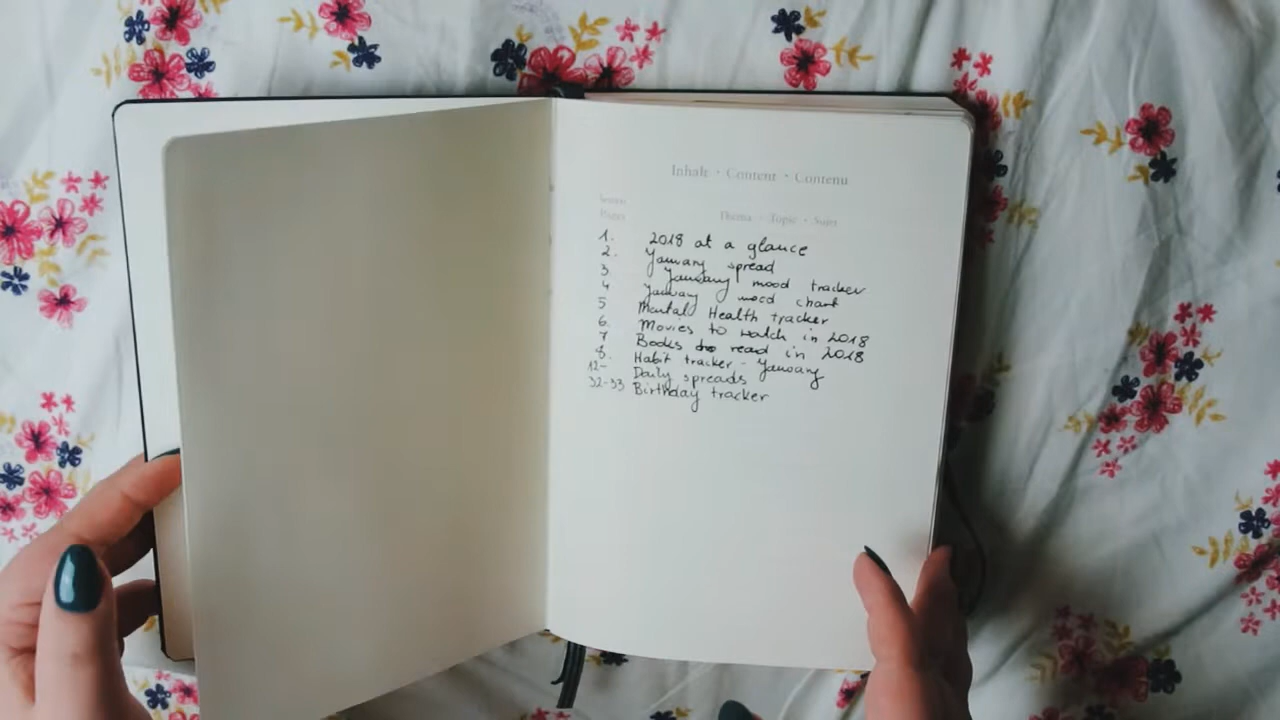 Inhalt · Content · Contenu
Seiten
Pages
Thema · Topic · Sujet
1. 2018 at a glance
2. January spread
3. January mood tracker
4 January mood chart
5 Mental Health tracker
6. Movies to watch in 2018
7 Books to read in 2018
8. Habit tracker - January
12- Daily spreads
32-33 Birthday tracker